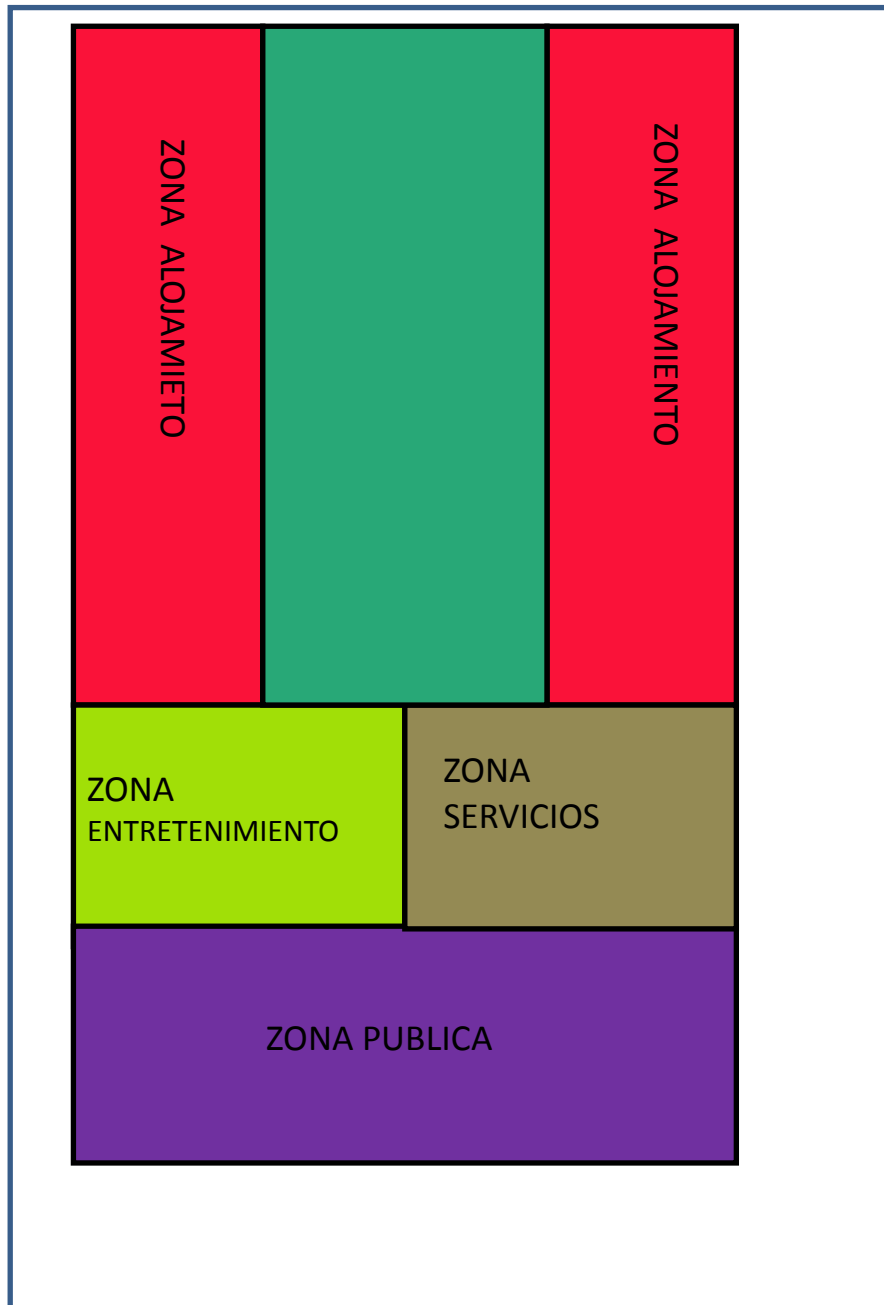 ZONA ALOJAMIETO
ZONA ALOJAMIENTO
ZONA
ENTRETENIMIENTO
ZONA
SERVICIOS
ZONA PUBLICA